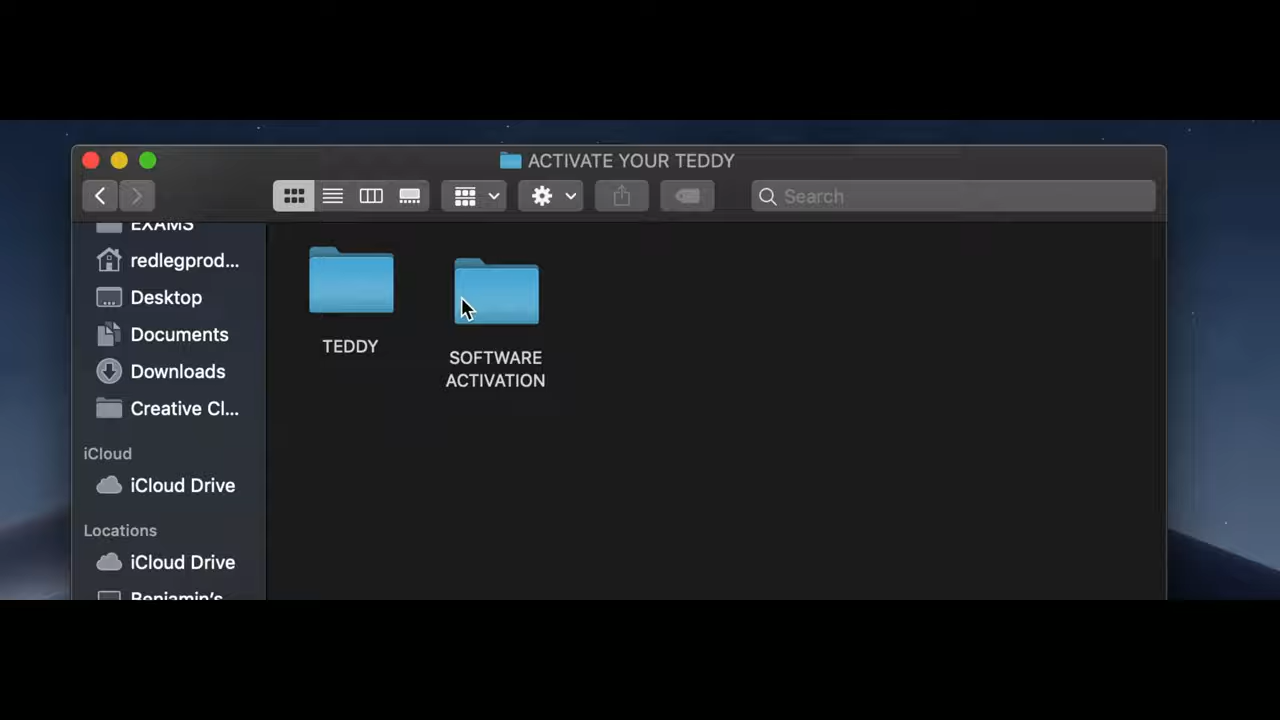 ACTIVATE YOUR TEDDY
Search
EXAMS
redlegprod...
Desktop
Documents
Downloads
Creative Cl...
iCloud
iCloud Drive
Locations
iCloud Drive
Benjamin's
TEDDY
SOFTWARE
ACTIVATION